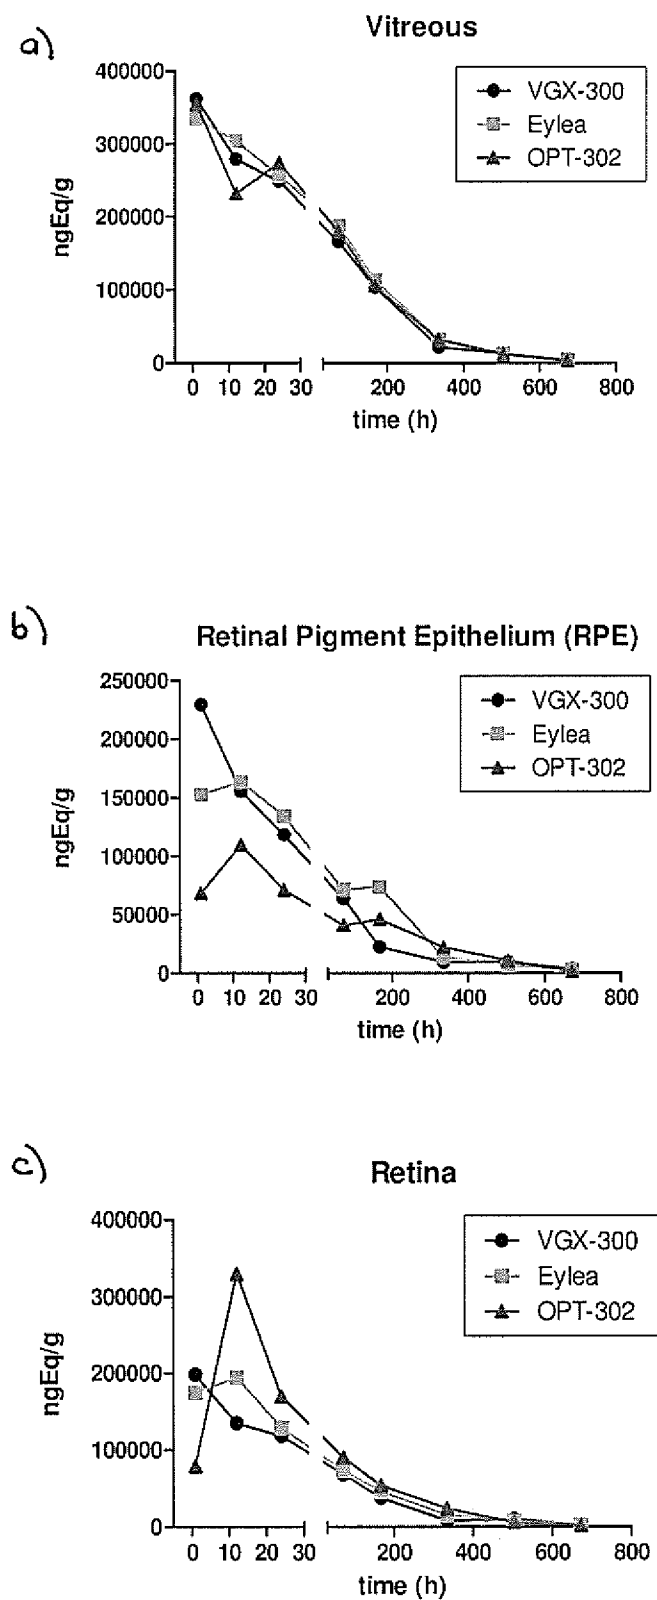 a)
Vitreous
400000
300000
200000
100000
0
ngEq/g
VGX-300
Eylea
OPT-302
0 10 20 30 200 400 600 800
time (h)
b)
Retinal Pigment Epithelium (RPE)
250000
200000
150000
100000
50000
0
ngEq/g
VGX-300
Eylea
OPT-302
0 10 20 30 200 400 600 800
time (h)
c)
Retina
400000
300000
200000
100000
0
ngEq/g
VGX-300
Eylea
OPT-302
0 10 20 30 200 400 600 800
time (h)